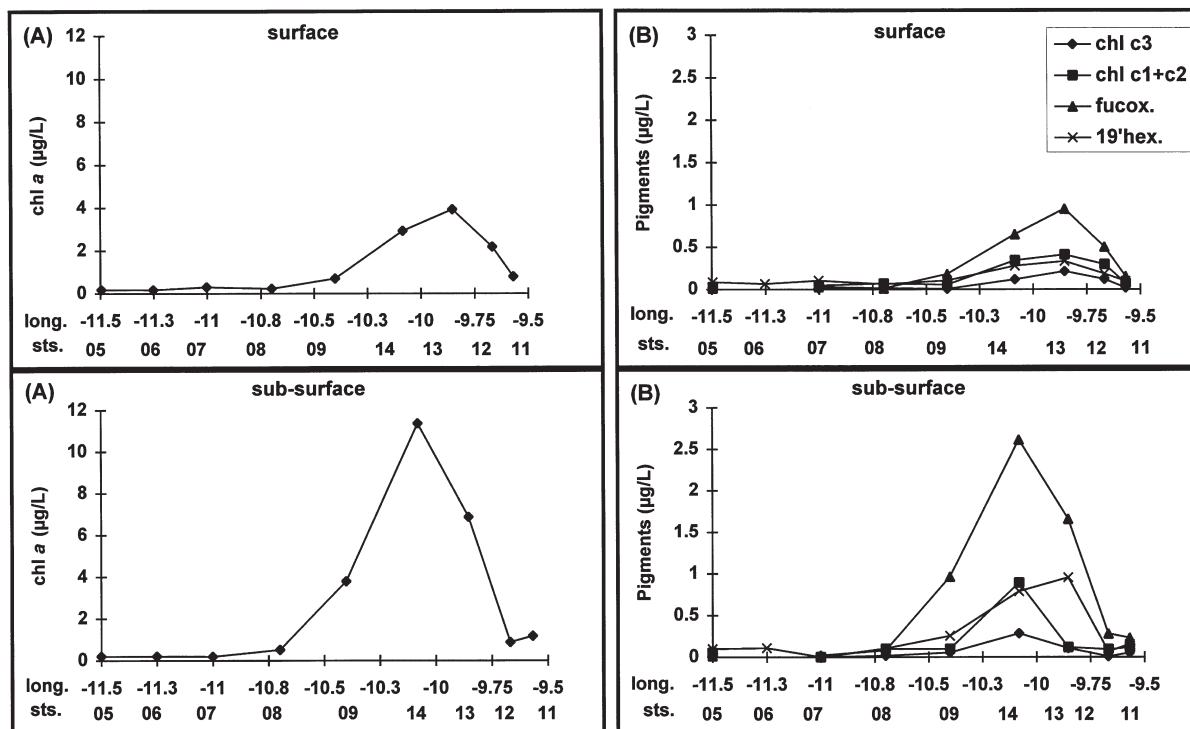 (A) surface
12
10
8
6
4
2
0
chl a (µg/L)
long. -11.5 -11.3 -11 -10.8 -10.5 -10.3 -10 -9.75 -9.5
sts. 05 06 07 08 09 14 13 12 11
(B) surface
3
2.5
2
1.5
1
0.5
0
Pigments (µg/L)
chl c3
chl c1+c2
fucox.
19'hex.
long. -11.5 -11.3 -11 -10.8 -10.5 -10.3 -10 -9.75 -9.5
sts. 05 06 07 08 09 14 13 12 11
(A) sub-surface
12
10
8
6
4
2
0
chl a (µg/L)
long. -11.5 -11.3 -11 -10.8 -10.5 -10.3 -10 -9.75 -9.5
sts. 05 06 07 08 09 14 13 12 11
(B) sub-surface
3
2.5
2
1.5
1
0.5
0
Pigments (µg/L)
long. -11.5 -11.3 -11 -10.8 -10.5 -10.3 -10 -9.75 -9.5
sts. 05 06 07 08 09 14 13 12 11